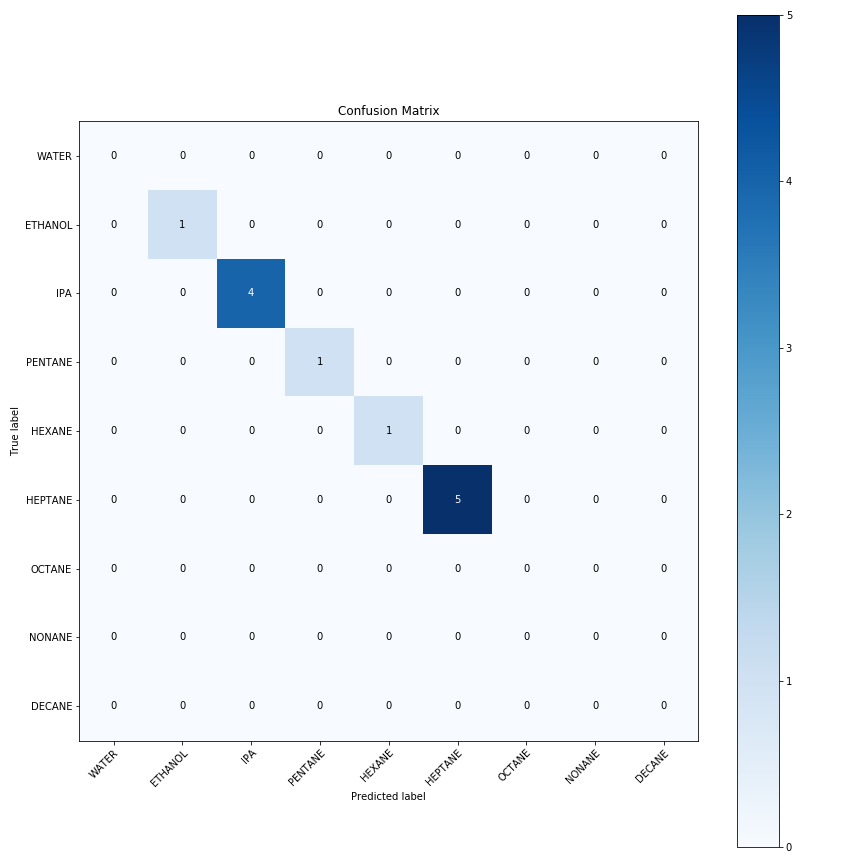 Confusion Matrix
True label
WATER 0 0 0 0 0 0 0 0 0
ETHANOL 0 1 0 0 0 0 0 0 0
IPA 0 0 4 0 0 0 0 0 0
PENTANE 0 0 0 1 0 0 0 0 0
HEXANE 0 0 0 0 1 0 0 0 0
HEPTANE 0 0 0 0 0 5 0 0 0
OCTANE 0 0 0 0 0 0 0 0 0
NONANE 0 0 0 0 0 0 0 0 0
DECANE 0 0 0 0 0 0 0 0 0
WATER ETHANOL IPA PENTANE HEXANE HEPTANE OCTANE NONANE DECANE
Predicted label
5
4
3
2
1
0